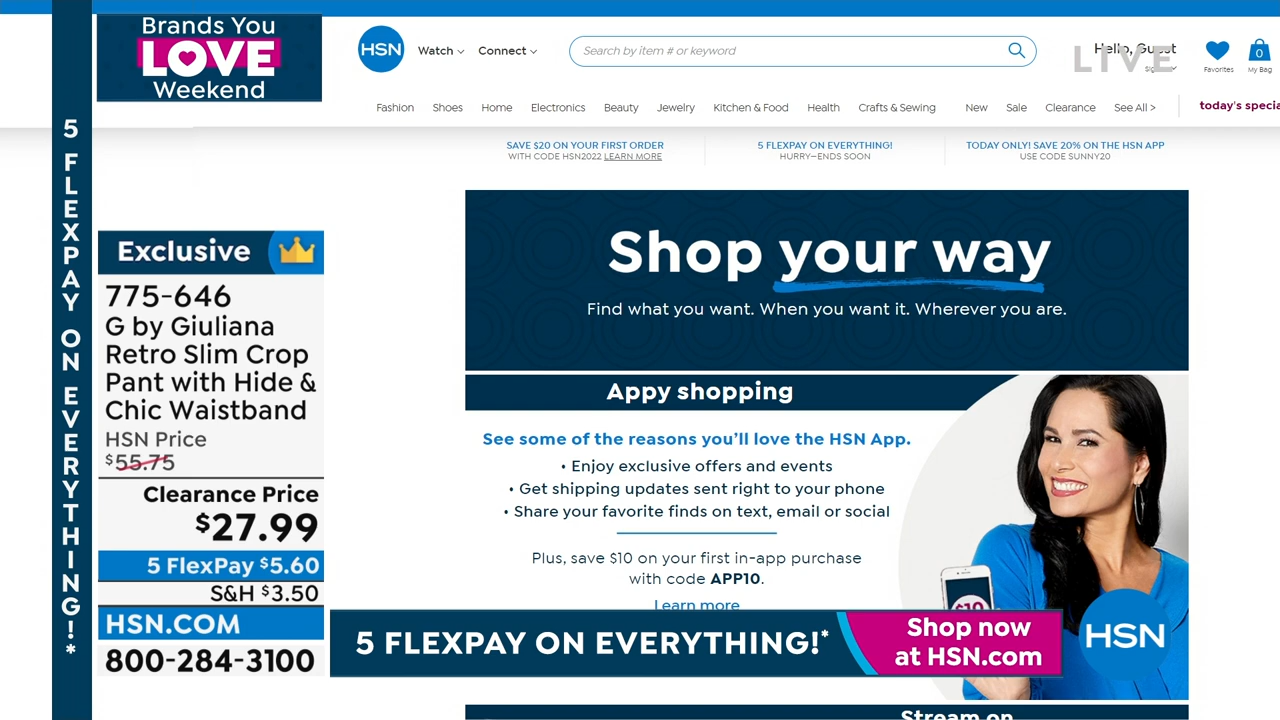 Brands You
LOVE
Weekend
5 FLEXPAY ON EVERYTHING!*
Exclusive
775-646
G by Giuliana
Retro Slim Crop
Pant with Hide &
Chic Waistband
HSN Price
$55.75
Clearance Price
$27.99
5 FlexPay $5.60
S&H $3.50
HSN.COM
800-284-3100
HSN
Watch
Connect
Search by item # or keyword
Hello, Guest
LIVE
Favorites
0
My Bag
Fashion
Shoes
Home
Electronics
Beauty
Jewelry
Kitchen & Food
Health
Crafts & Sewing
New
Sale
Clearance
See All >
today's specia
SAVE $20 ON YOUR FIRST ORDER
WITH CODE HSN2022 LEARN MORE
5 FLEXPAY ON EVERYTHING!
HURRY–ENDS SOON
TODAY ONLY! SAVE 20% ON THE HSN APP
USE CODE SUNNY20
Shop your way
Find what you want. When you want it. Wherever you are.
Appy shopping
See some of the reasons you'll love the HSN App.
• Enjoy exclusive offers and events
• Get shipping updates sent right to your phone
• Share your favorite finds on text, email or social
Plus, save $10 on your first in-app purchase
with code APP10.
Learn more
$10
5 FLEXPAY ON EVERYTHING!*
Shop now
at HSN.com
HSN
Stream on